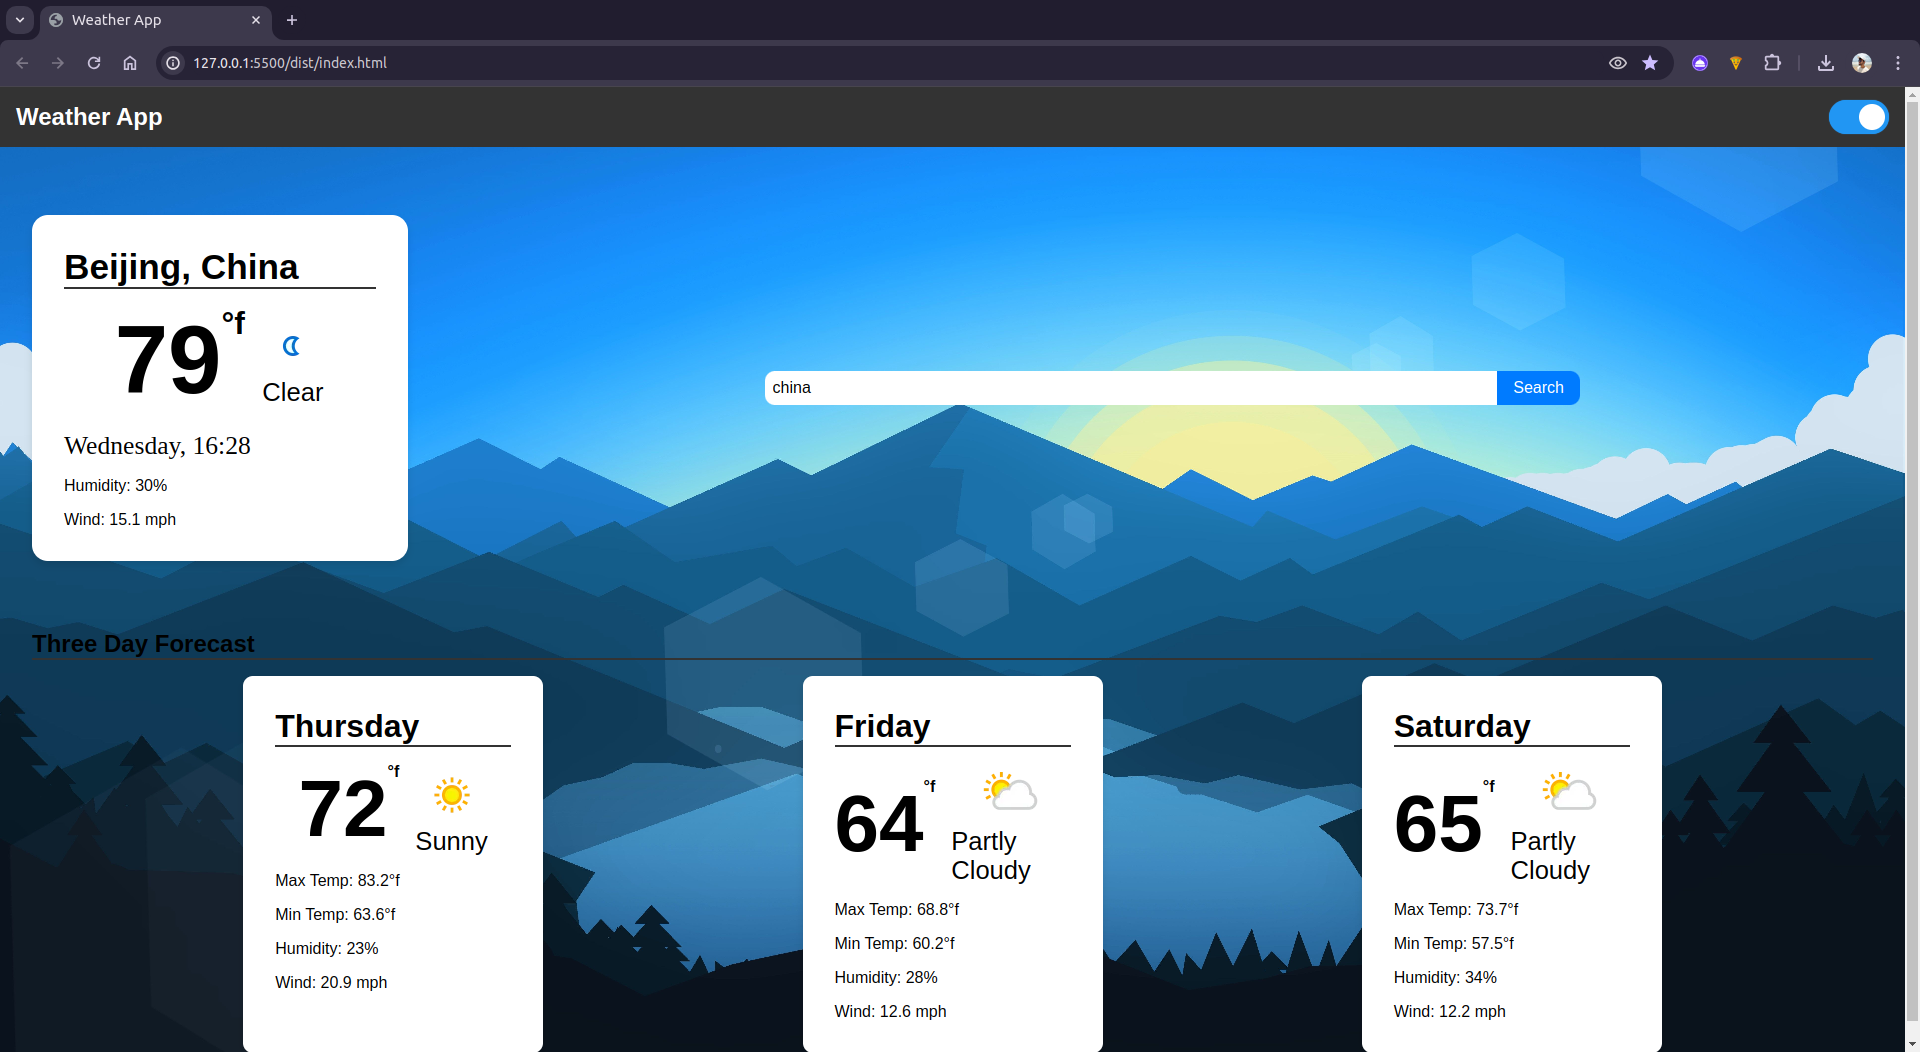 Weather App
127.0.0.1:5500/dist/index.html
Weather App
Beijing, China
79 °f
Clear
Wednesday, 16:28
Humidity: 30%
Wind: 15.1 mph
china
Search
Three Day Forecast
Thursday
72 °f
Sunny
Max Temp: 83.2°f
Min Temp: 63.6°f
Humidity: 23%
Wind: 20.9 mph
Friday
64 °f
Partly
Cloudy
Max Temp: 68.8°f
Min Temp: 60.2°f
Humidity: 28%
Wind: 12.6 mph
Saturday
65 °f
Partly
Cloudy
Max Temp: 73.7°f
Min Temp: 57.5°f
Humidity: 34%
Wind: 12.2 mph